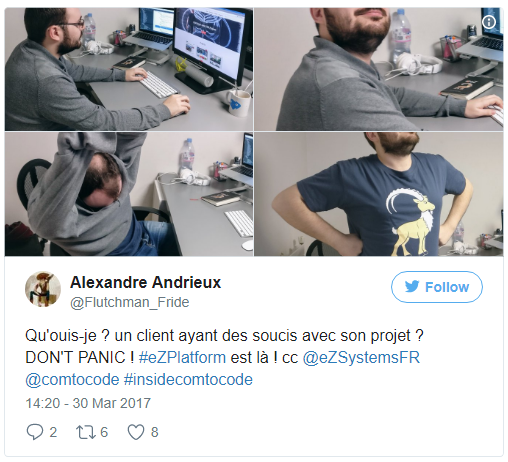 Alexandre Andrieux
@Flutchman_Fride
Follow
Qu'ouis-je ? un client ayant des soucis avec son projet ?
DON'T PANIC ! #eZPlatform est là ! cc @eZSystemsFR
@comtocode #insidecomtocode
14:20 - 30 Mar 2017
2 6 8